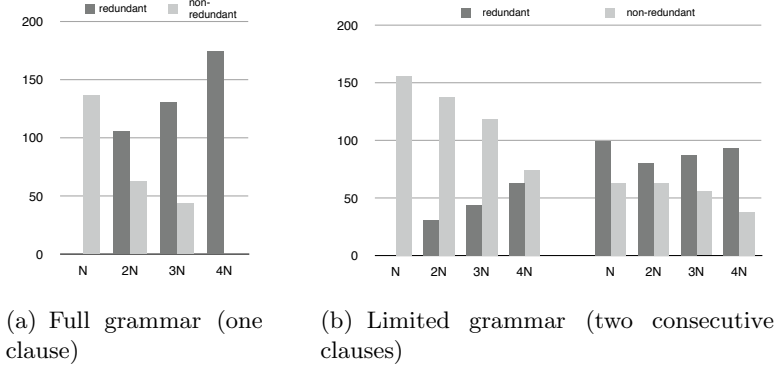 redundant
non-
redundant
200
150
100
50
0
N 2N 3N 4N
(a) Full grammar (one
clause)
redundant non-redundant
200
150
100
50
0
N 2N 3N 4N N 2N 3N 4N
(b) Limited grammar (two consecutive
clauses)